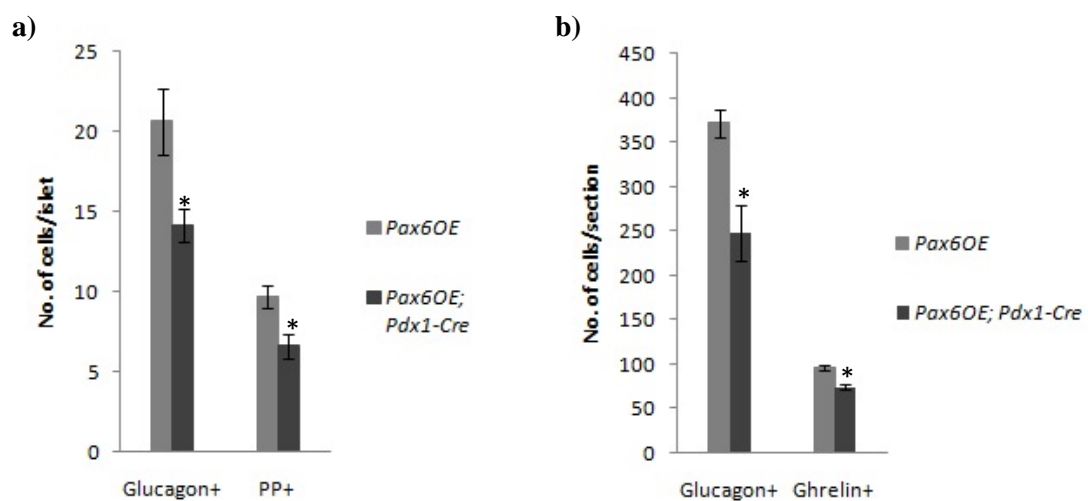 a)
25
20
15
10
5
0
No. of cells/islet
*
*
Glucagon+ PP+
Pax6OE
Pax6OE;
Pdx1-Cre
b)
450
400
350
300
250
200
150
100
50
0
No. of cells/section
*
*
Glucagon+ Ghrelin+
Pax6OE
Pax6OE; Pdx1-Cre